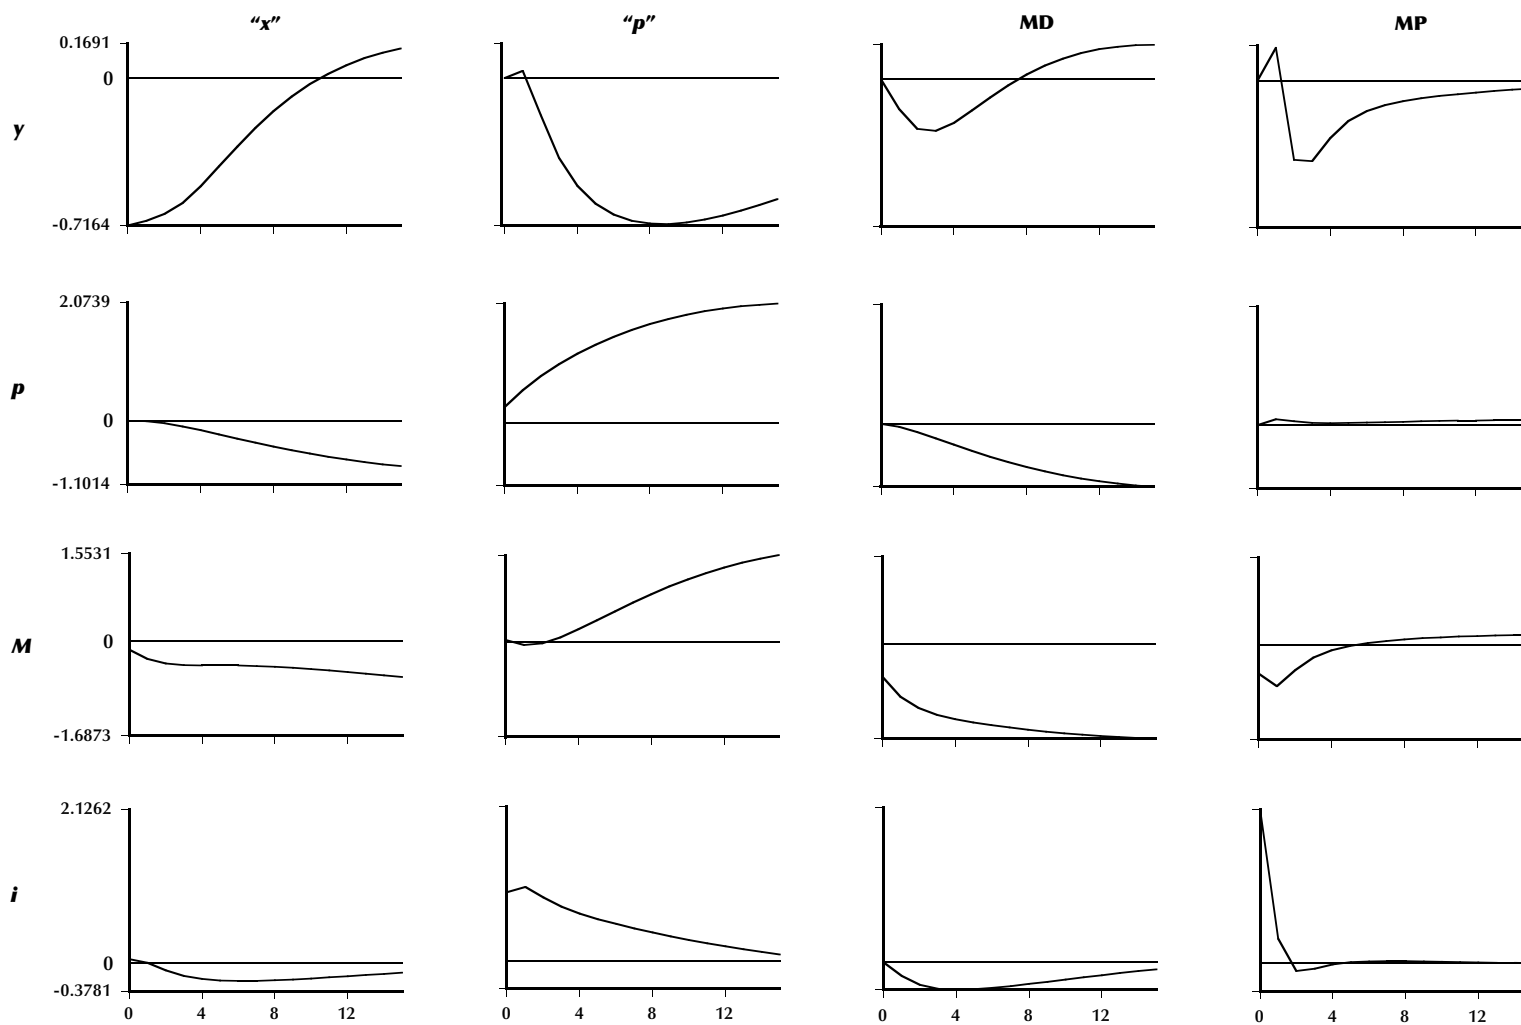 “x” “p” MD MP
0.1691
0
y
-0.7164
0 4 8 12 0 4 8 12 0 4 8 12 0 4 8 12
2.0739
p
0
-1.1014
1.5531
0
M
-1.6873
2.1262
i
0
-0.3781